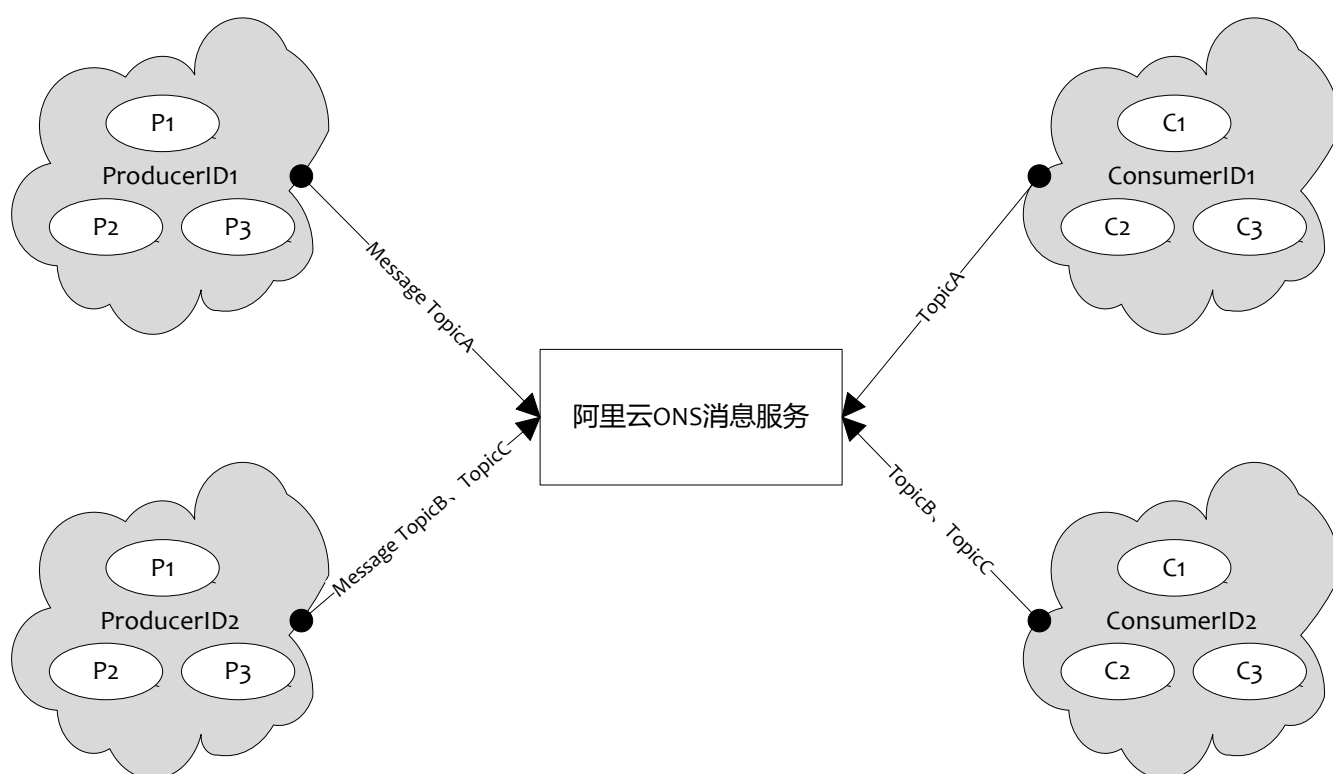 P1
ProducerID1
P2
P3
Message TopicA
C1
ConsumerID1
C2
C3
TopicA
阿里云ONS消息服务
P1
ProducerID2
P2
P3
Message TopicB、TopicC
C1
ConsumerID2
C2
C3
TopicB、TopicC